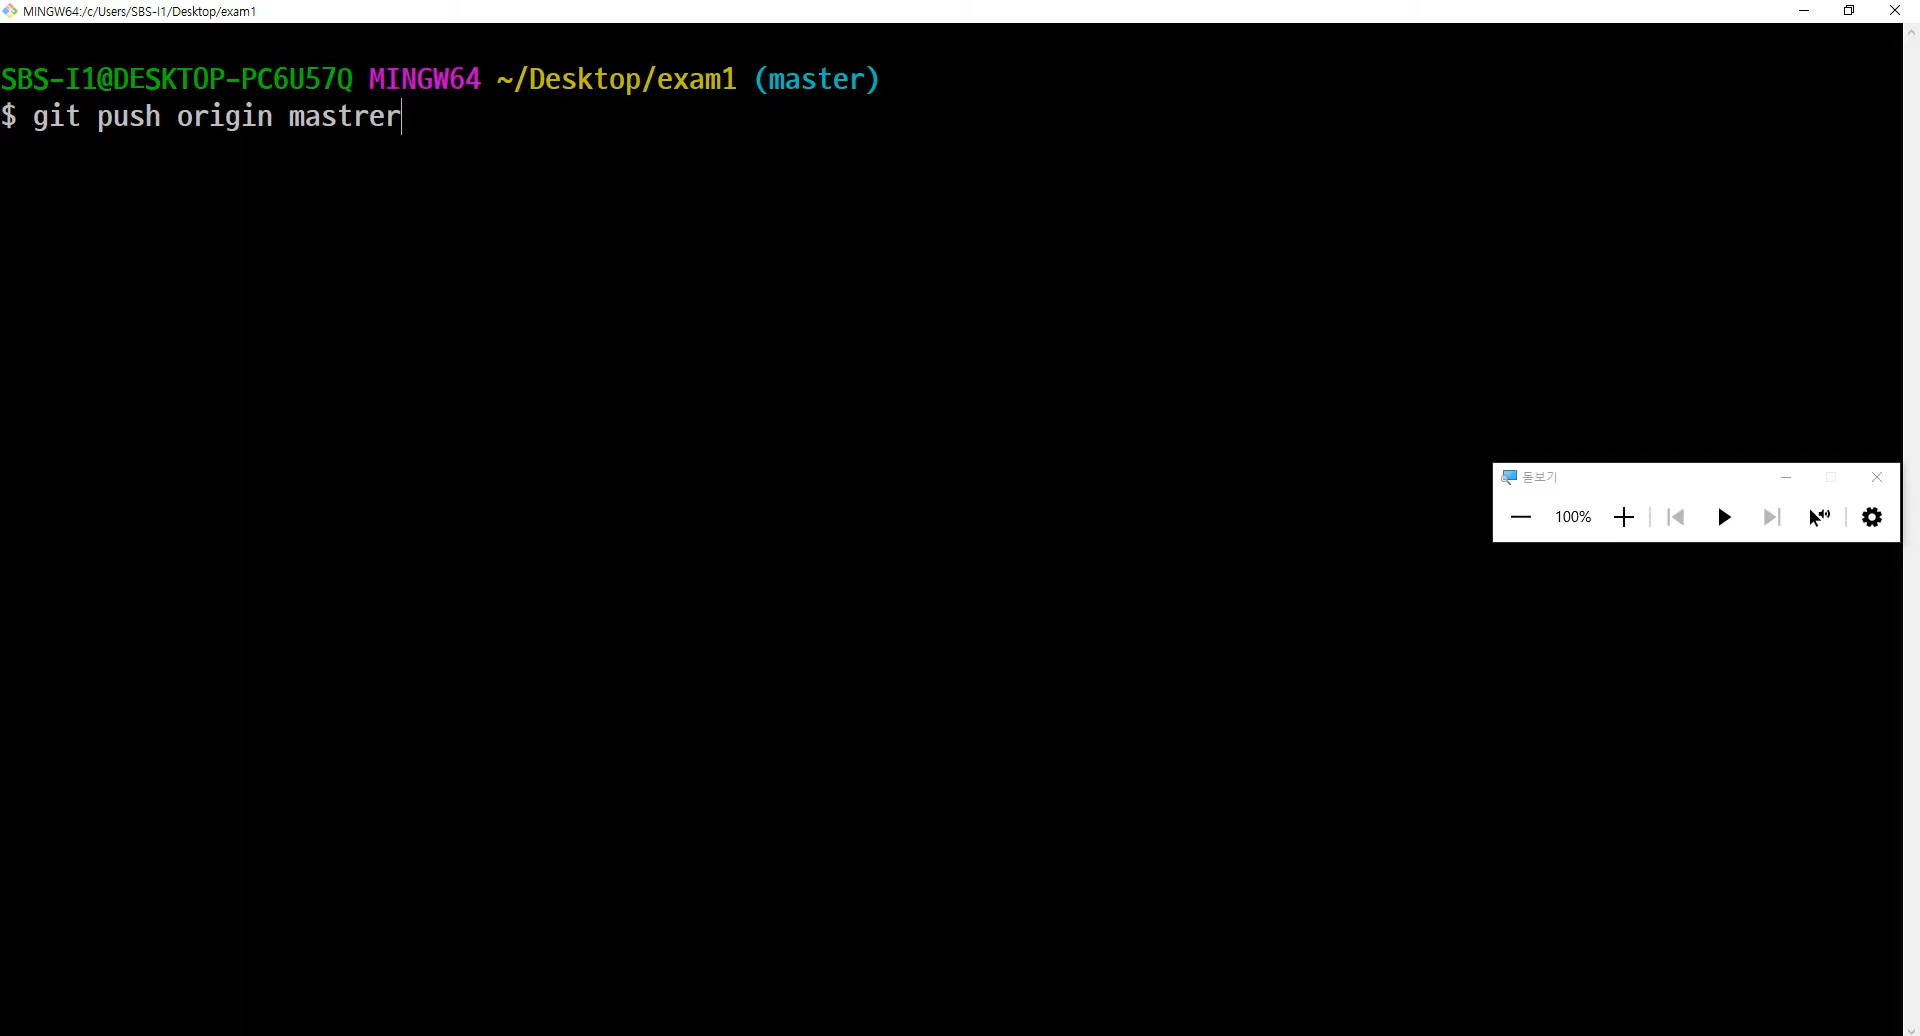 MINGW64:/c/Users/SBS-I1/Desktop/exam1
SBS-I1@DESKTOP-PC6U57Q MINGW64 ~/Desktop/exam1 (master)
$ git push origin mastrer
돋보기
100%